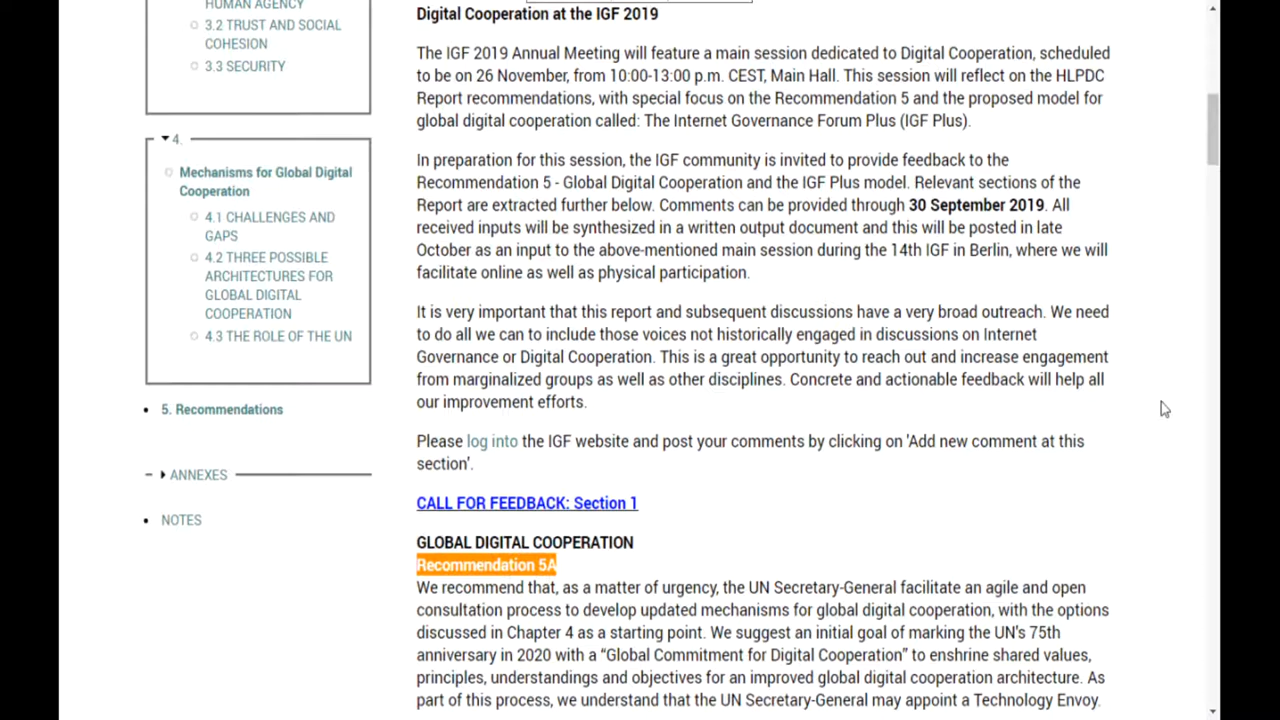 HUMAN AGENCY
3.2 TRUST AND SOCIAL
COHESION
3.3 SECURITY
4.
Mechanisms for Global Digital
Cooperation
4.1 CHALLENGES AND
GAPS
4.2 THREE POSSIBLE
ARCHITECTURES FOR
GLOBAL DIGITAL
COOPERATION
4.3 THE ROLE OF THE UN
5. Recommendations
ANNEXES
NOTES
Digital Cooperation at the IGF 2019
The IGF 2019 Annual Meeting will feature a main session dedicated to Digital Cooperation, scheduled
to be on 26 November, from 10:00-13:00 p.m. CEST, Main Hall. This session will reflect on the HLPDC
Report recommendations, with special focus on the Recommendation 5 and the proposed model for
global digital cooperation called: The Internet Governance Forum Plus (IGF Plus).
In preparation for this session, the IGF community is invited to provide feedback to the
Recommendation 5 - Global Digital Cooperation and the IGF Plus model. Relevant sections of the
Report are extracted further below. Comments can be provided through 30 September 2019. All
received inputs will be synthesized in a written output document and this will be posted in late
October as an input to the above-mentioned main session during the 14th IGF in Berlin, where we will
facilitate online as well as physical participation.
It is very important that this report and subsequent discussions have a very broad outreach. We need
to do all we can to include those voices not historically engaged in discussions on Internet
Governance or Digital Cooperation. This is a great opportunity to reach out and increase engagement
from marginalized groups as well as other disciplines. Concrete and actionable feedback will help all
our improvement efforts.
Please log into the IGF website and post your comments by clicking on 'Add new comment at this
section'.
CALL FOR FEEDBACK: Section 1
GLOBAL DIGITAL COOPERATION
Recommendation 5A
We recommend that, as a matter of urgency, the UN Secretary-General facilitate an agile and open
consultation process to develop updated mechanisms for global digital cooperation, with the options
discussed in Chapter 4 as a starting point. We suggest an initial goal of marking the UN's 75th
anniversary in 2020 with a “Global Commitment for Digital Cooperation” to enshrine shared values,
principles, understandings and objectives for an improved global digital cooperation architecture. As
part of this process, we understand that the UN Secretary-General may appoint a Technology Envoy.